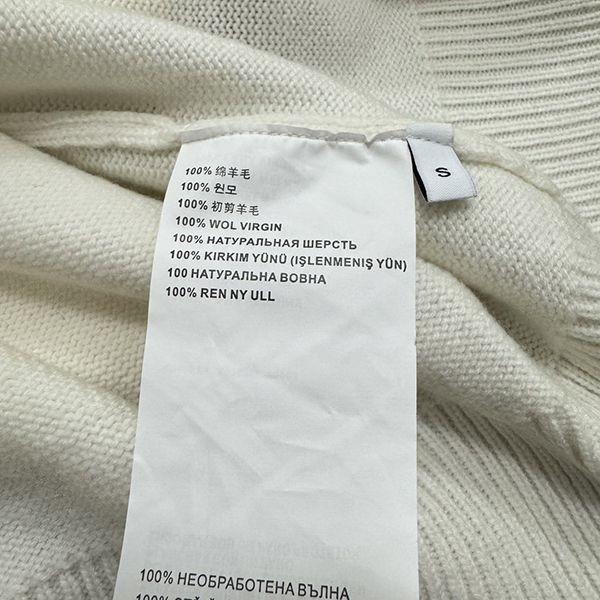 S
100% 绵羊毛
100% 원모
100% 初剪羊毛
100% WOL VIRGIN
100% НАТУРАЛЬНАЯ ШЕРСТЬ
100% KIRKIM YÜNÜ (IŞLENMENIŞ YÜN)
100 НАТУРАЛЬНА ВОВНА
100% REN NY ULL
100% НЕОБРАБОТЕНА ВЪЛНА
100%